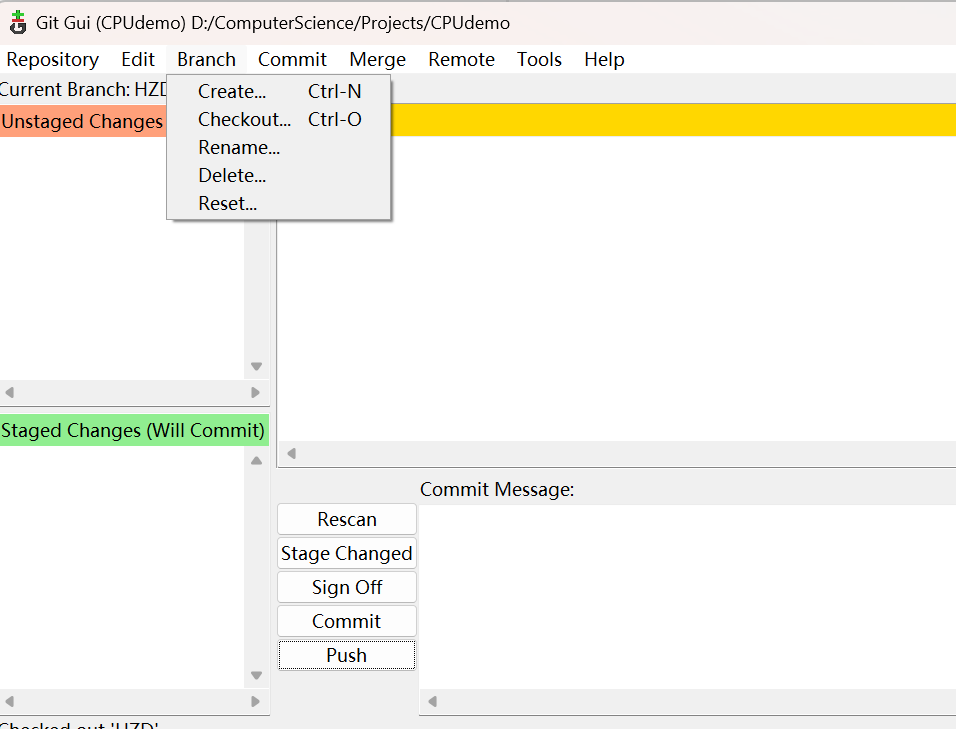 Git Gui (CPUdemo) D:/ComputerScience/Projects/CPUdemo
Repository Edit Branch Commit Merge Remote Tools Help
Current Branch: HZD
Create... Ctrl-N
Checkout... Ctrl-O
Rename...
Delete...
Reset...
Unstaged Changes
Staged Changes (Will Commit)
Commit Message:
Rescan
Stage Changed
Sign Off
Commit
Push
Checked out 'HZD'